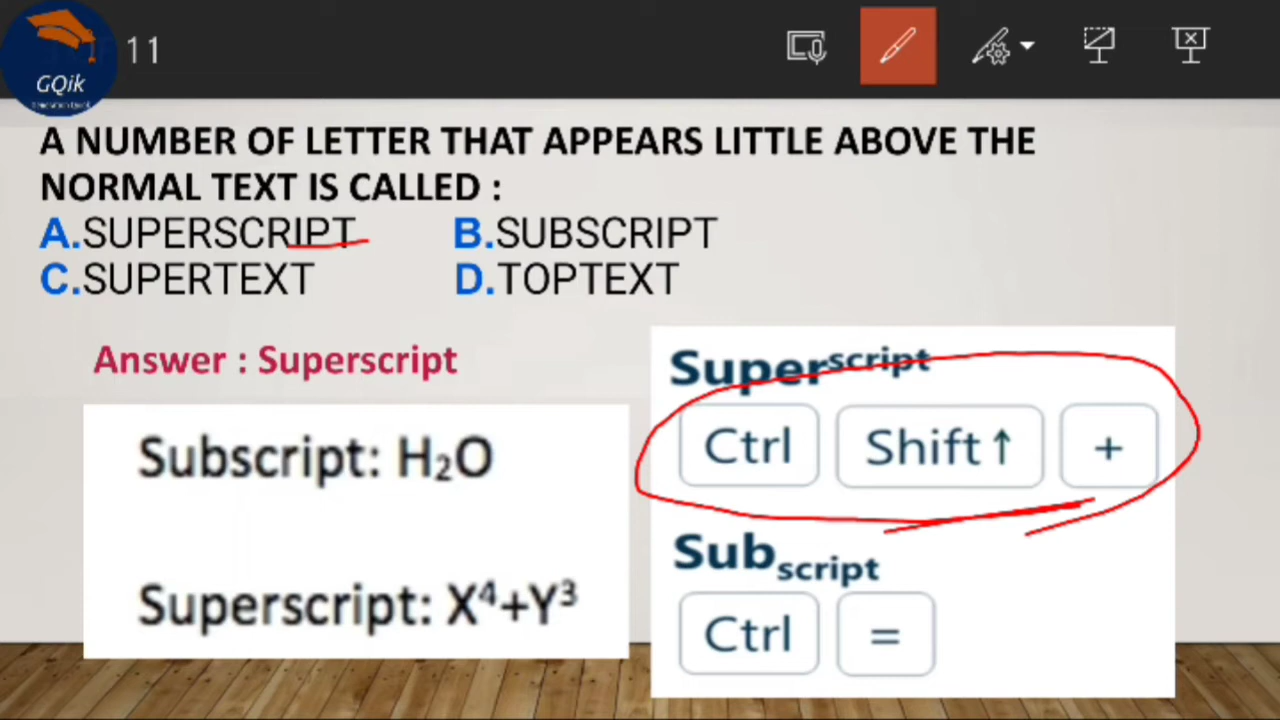 11
GQik
A NUMBER OF LETTER THAT APPEARS LITTLE ABOVE THE
NORMAL TEXT IS CALLED :
A.SUPERSCRIPT B.SUBSCRIPT
C.SUPERTEXT D.TOPTEXT
Answer : Superscript
Subscript: H₂O
Superscript: X⁴+Y³
Superscript
Ctrl Shift↑ +
Subscript
Ctrl =